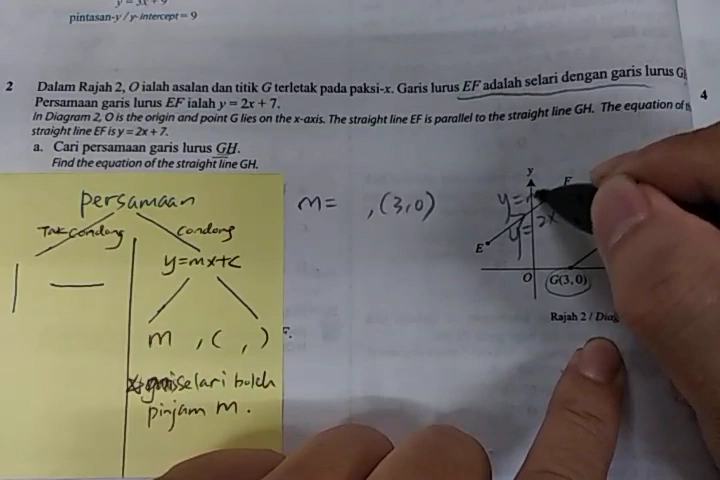 pintasan-y / y-intercept = 9
2 Dalam Rajah 2, O ialah asalan dan titik G terletak pada paksi-x. Garis lurus EF adalah selari dengan garis lurus
Persamaan garis lurus EF ialah y = 2x + 7.
In Diagram 2, O is the origin and point G lies on the x-axis. The straight line EF is parallel to the straight line GH. The equation of
straight line EF is y = 2x + 7.
4
a. Cari persamaan garis lurus GH.
Find the equation of the straight line GH.
persamaan
Tak condong
condong
y=mx+c
m , ( , )
selari boleh
pinjam m.
m= , (3,0)
y
F
y=
y=2x
E
O
G(3,0)
Rajah 2 /
F.